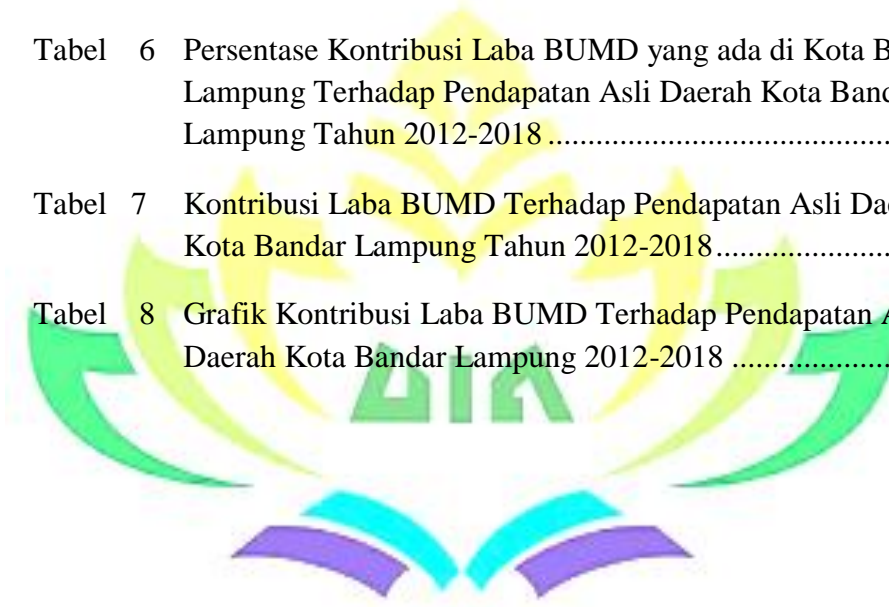 Tabel 6 Persentase Kontribusi Laba BUMD yang ada di Kota
Lampung Terhadap Pendapatan Asli Daerah Kota
Lampung Tahun 2012-2018 ..........................................
Tabel 7 Kontribusi Laba BUMD Terhadap Pendapatan Asli
Kota Bandar Lampung Tahun 2012-2018.....................
Tabel 8 Grafik Kontribusi Laba BUMD Terhadap Pendapatan
Daerah Kota Bandar Lampung 2012-2018 ...................